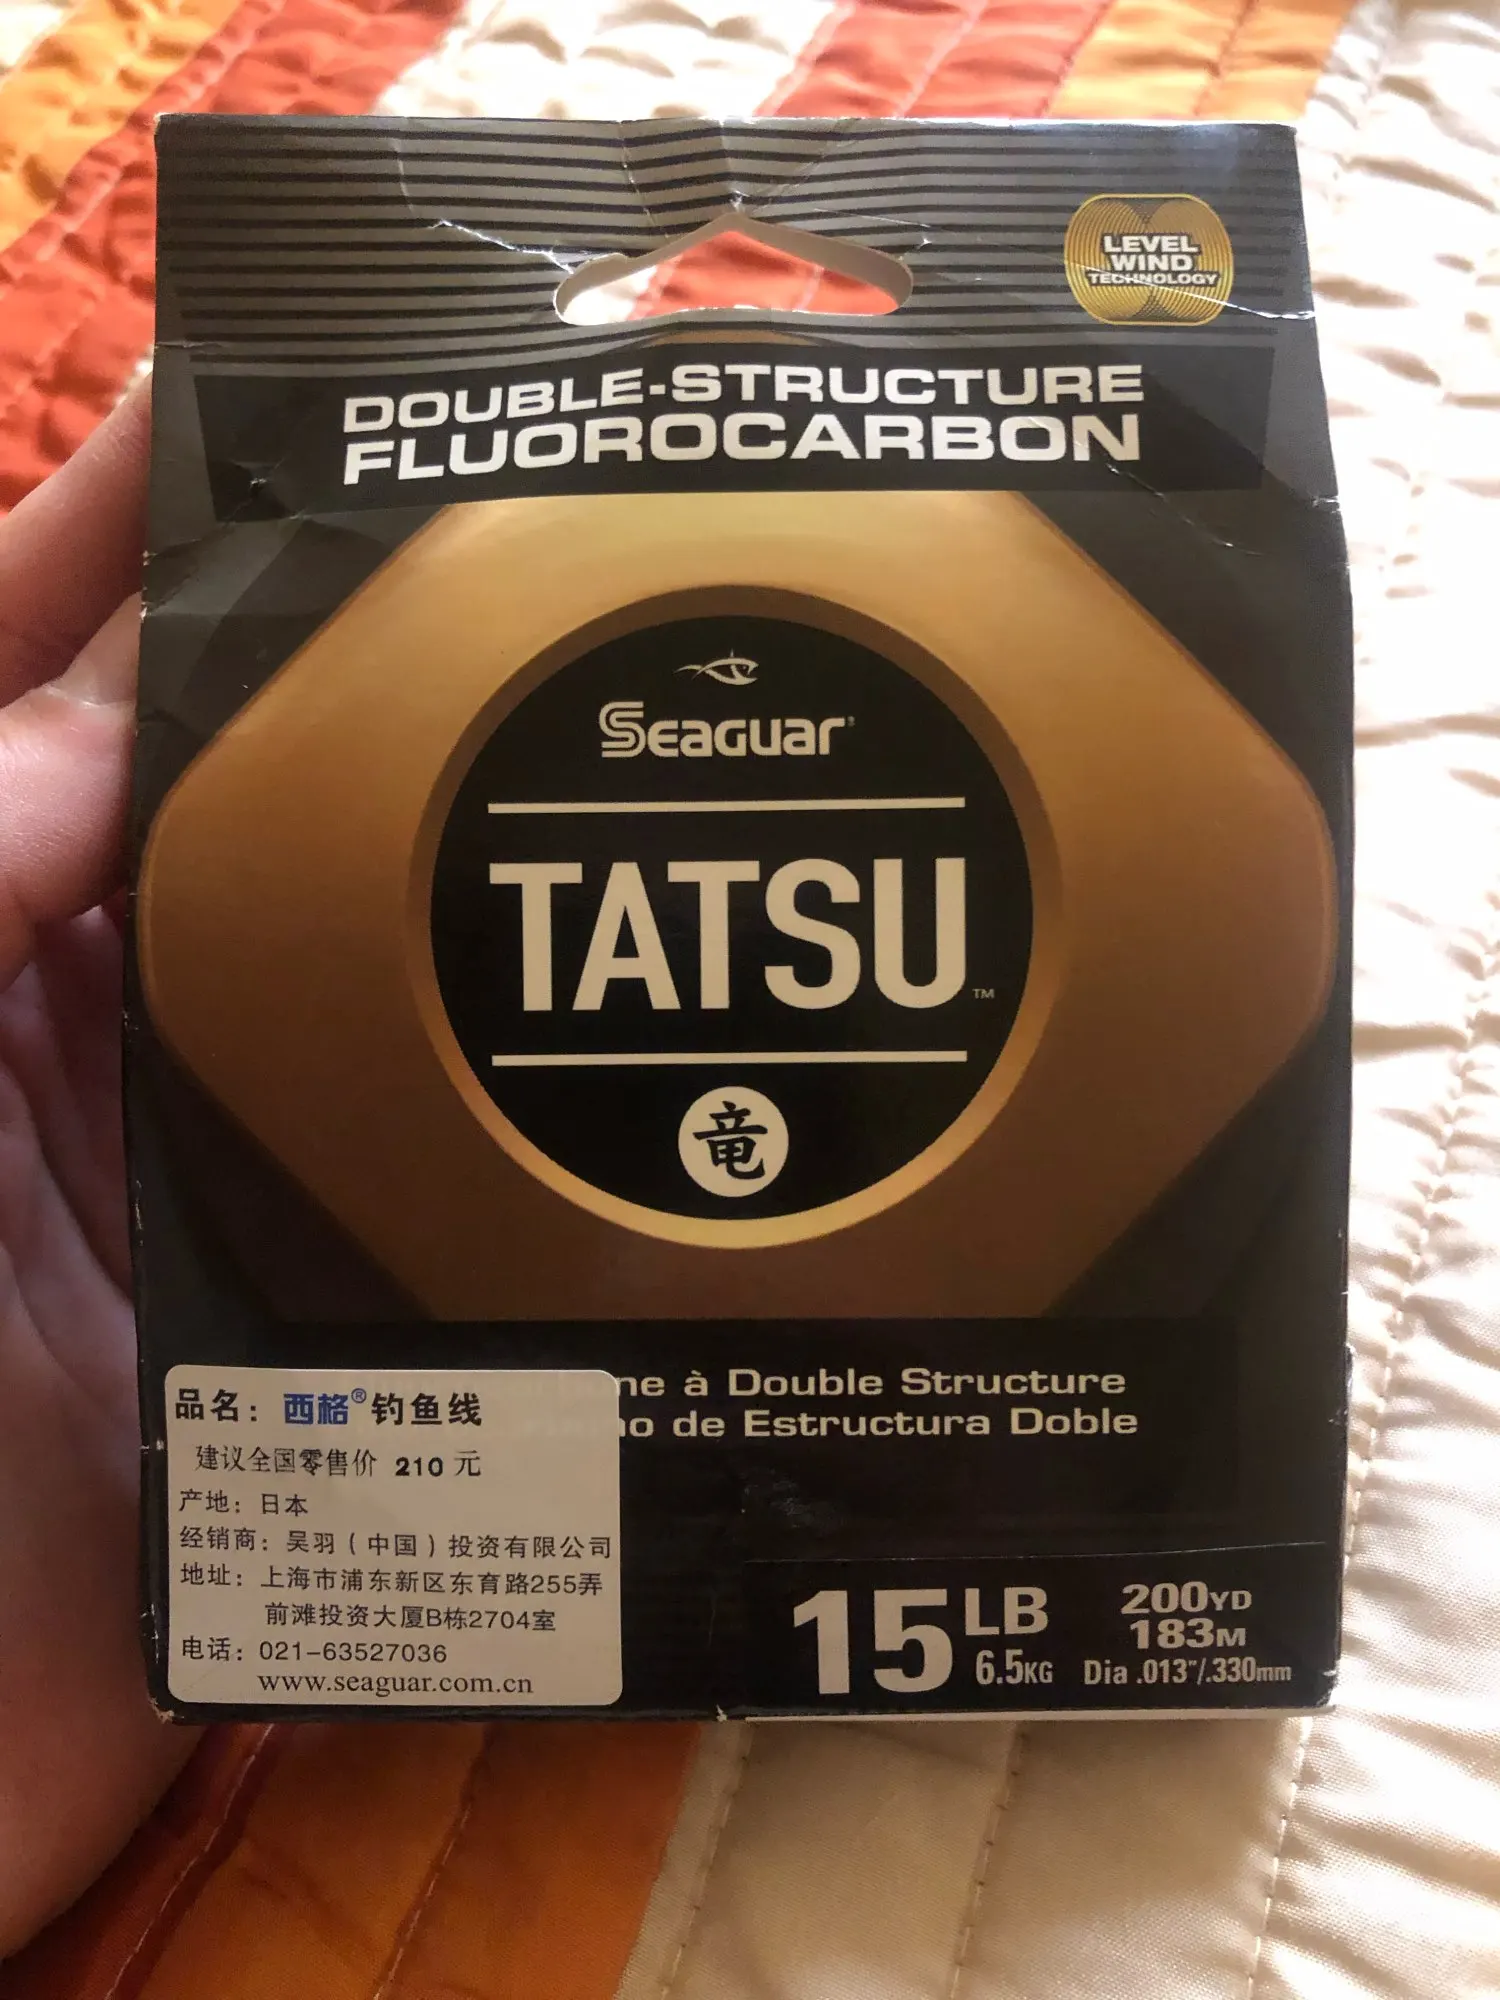 LEVEL
WIND
TECHNOLOGY
DOUBLE-STRUCTURE
FLUOROCARBON
SEAGUAR®
TATSU™
竜
ne à Double Structure
no de Estructura Doble
品名：西格®钓鱼线
建议全国零售价 210 元
产地：日本
经销商：吴羽（中国）投资有限公司
地址：上海市浦东新区东育路255弄
前滩投资大厦B栋2704室
电话：021-63527036
www.seaguar.com.cn
15 LB
6.5KG
200YD
183M
Dia .013"/.330mm